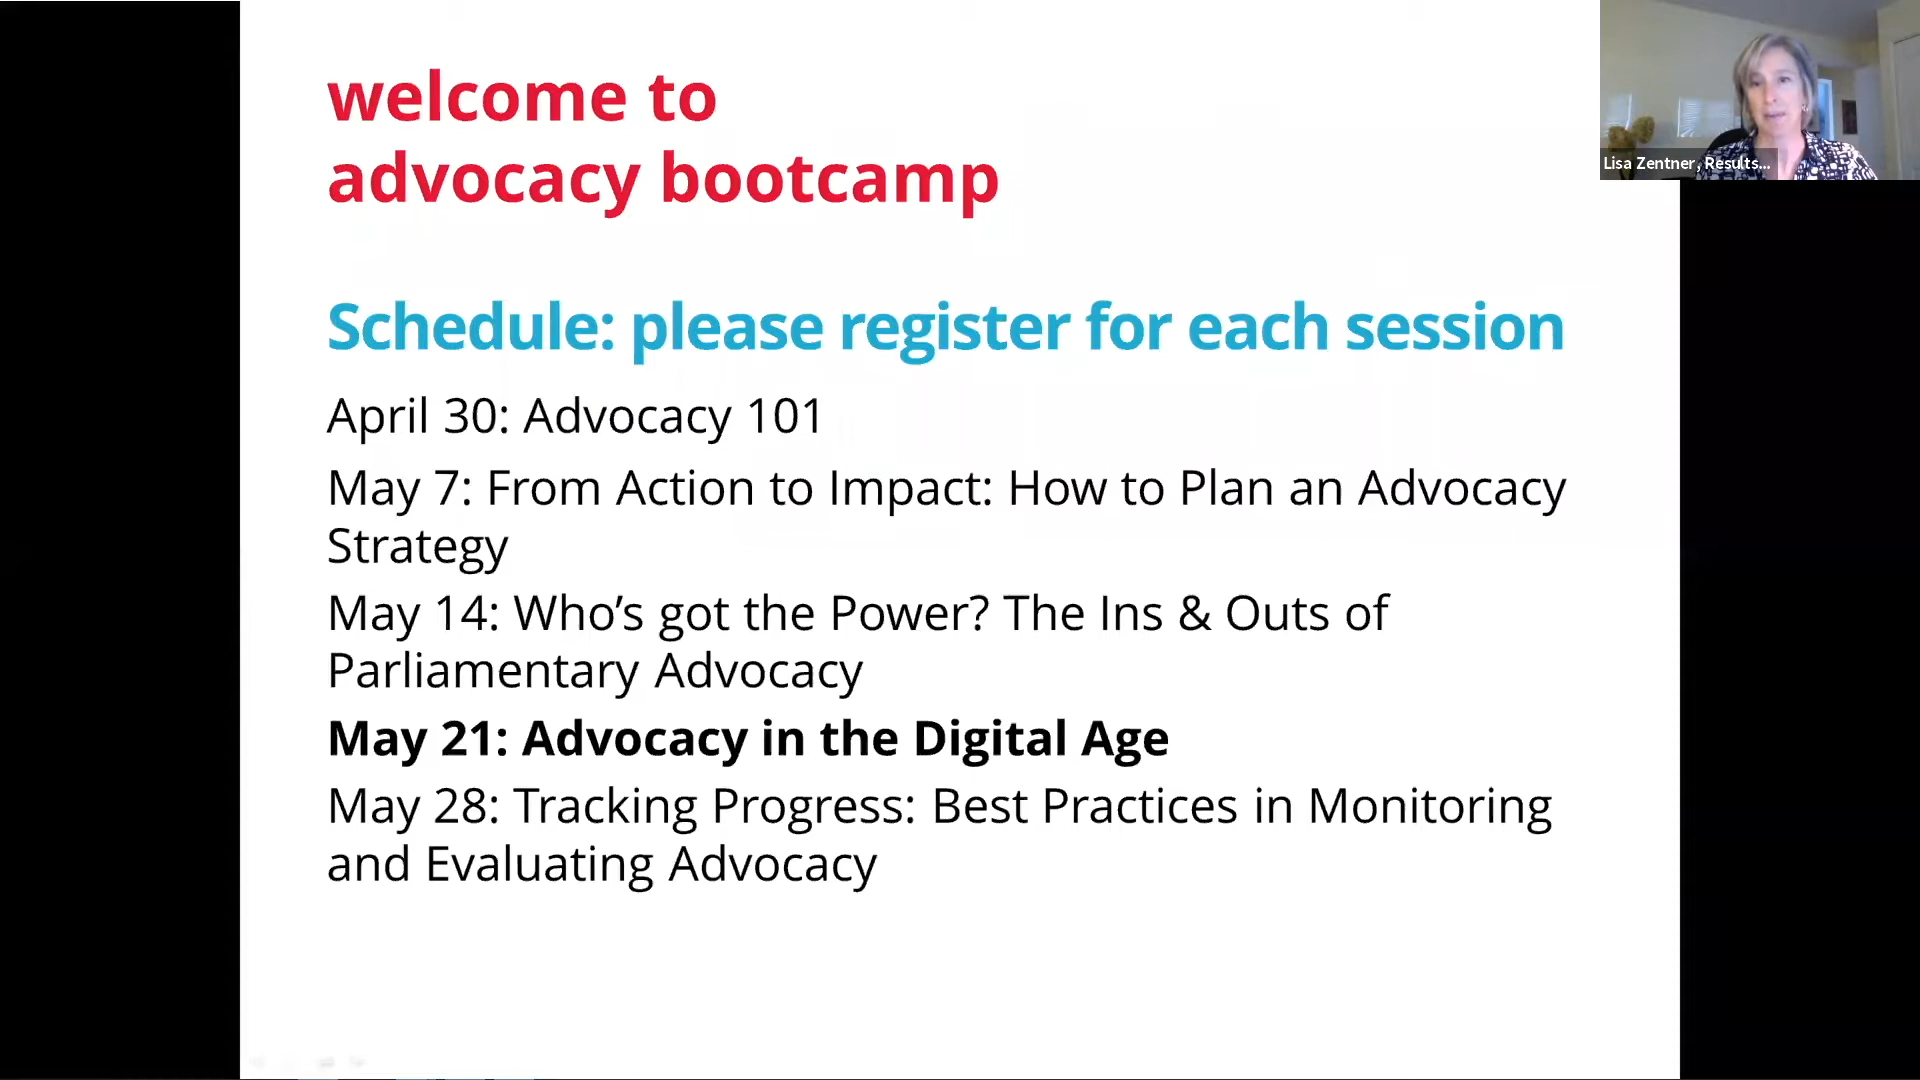 welcome to
advocacy bootcamp
Lisa Zentner, Results...
Schedule: please register for each session
April 30: Advocacy 101
May 7: From Action to Impact: How to Plan an Advocacy
Strategy
May 14: Who’s got the Power? The Ins & Outs of
Parliamentary Advocacy
May 21: Advocacy in the Digital Age
May 28: Tracking Progress: Best Practices in Monitoring
and Evaluating Advocacy